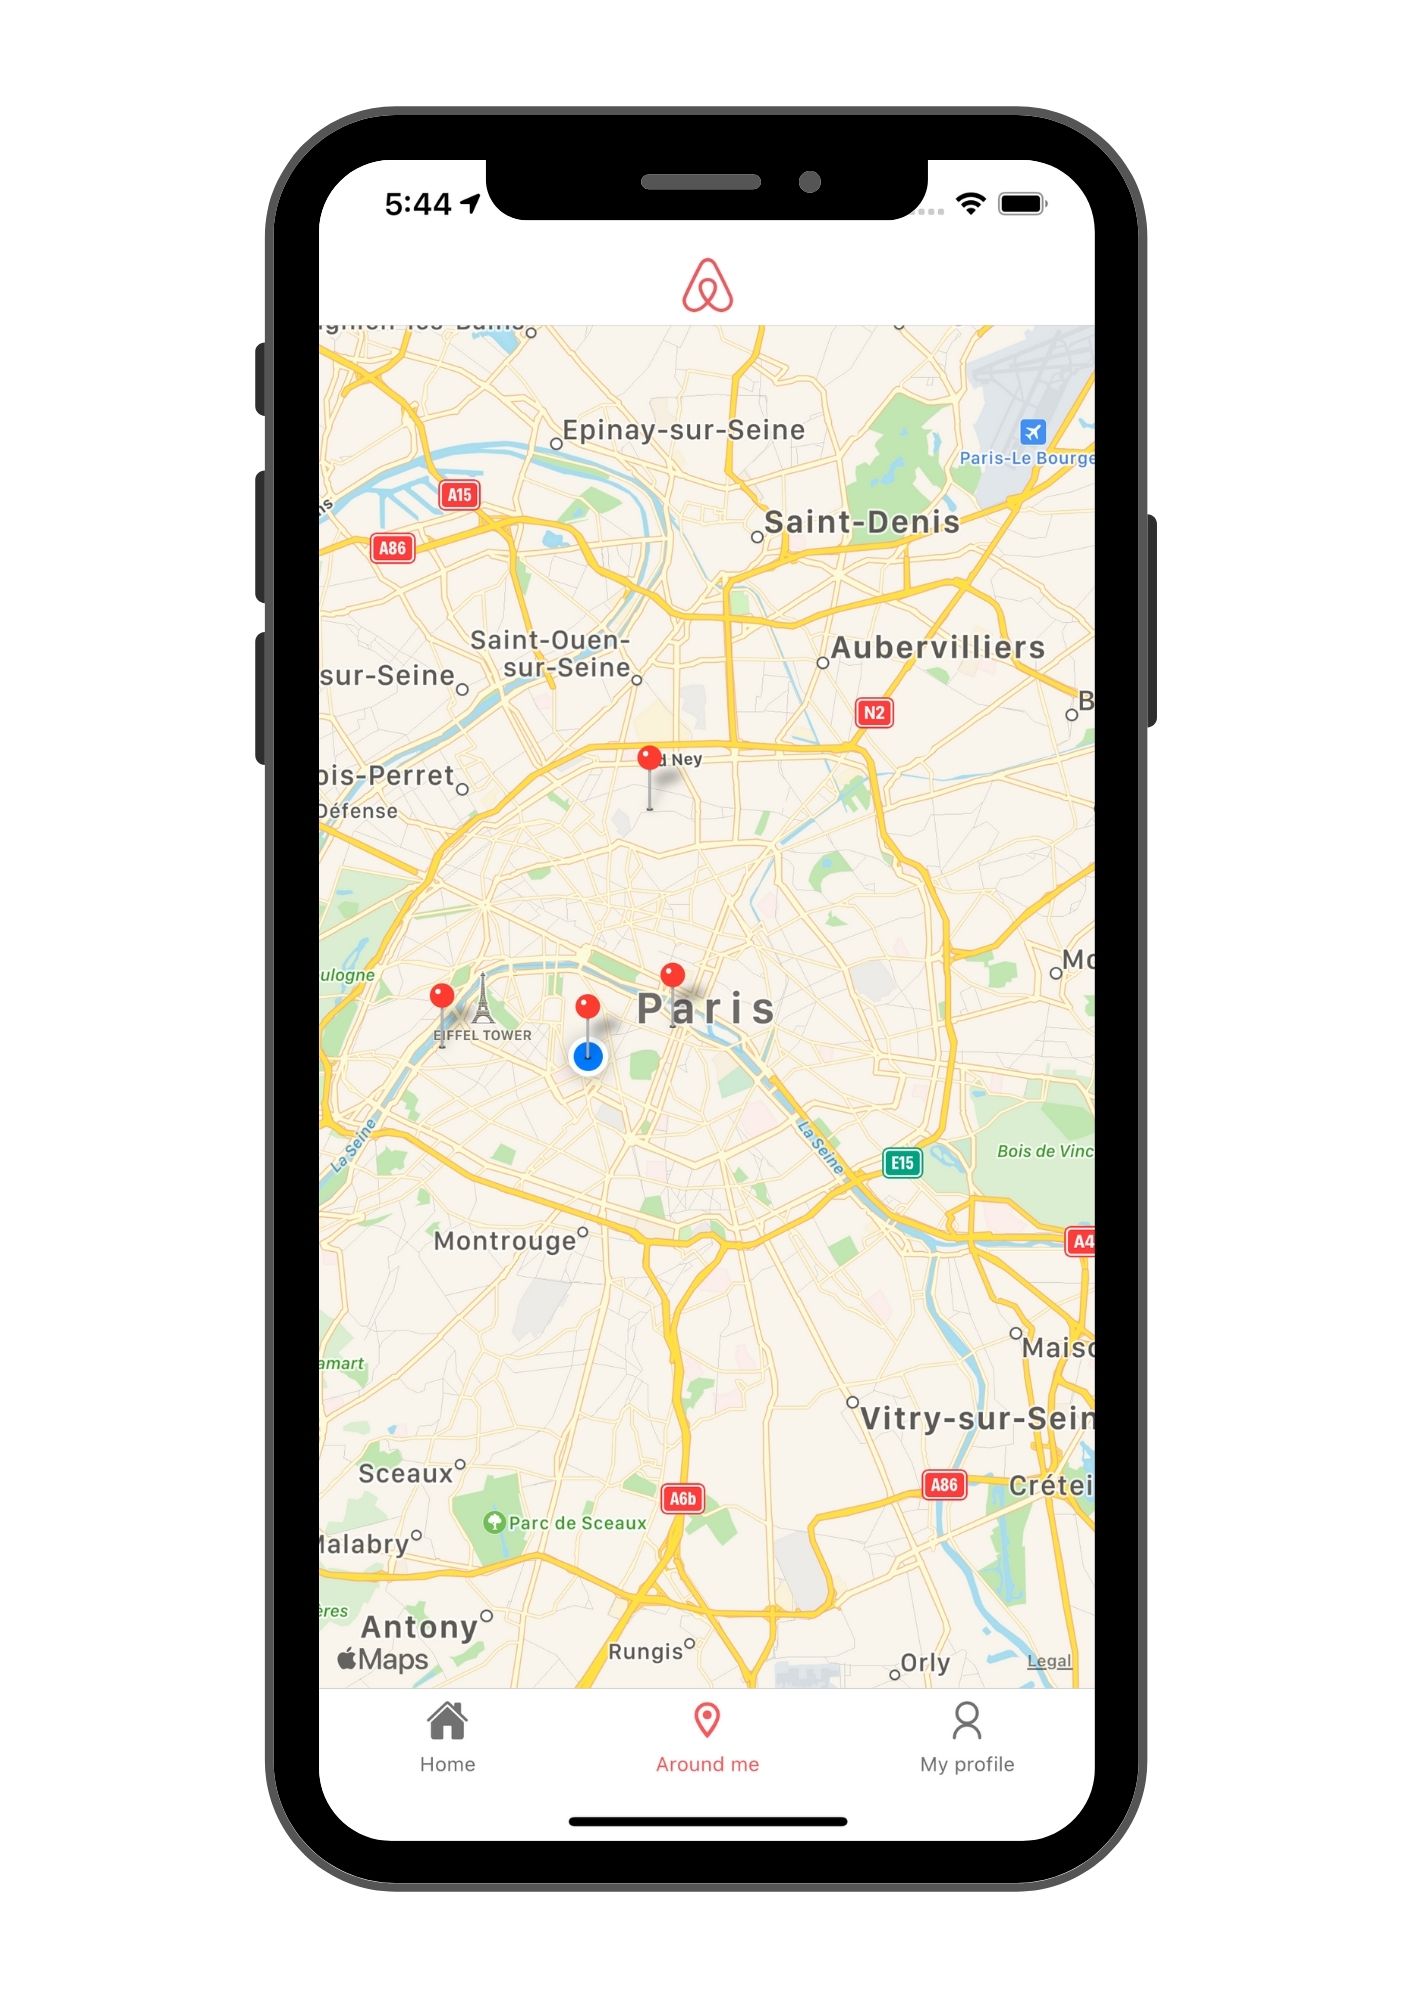 5:44
Epinay-sur-Seine
Paris-Le Bourge
A15
Saint-Denis
A86
Saint-Ouen-
sur-Seine
Aubervilliers
sur-Seine
B
N2
d Ney
ois-Perret
Défense
Mo
ulogne
Paris
EIFFEL TOWER
La Seine
La Seine
Bois de Vinc
E15
Montrouge
A4
Maiso
amart
Vitry-sur-Sein
Sceaux
Créteil
A86
A6b
Parc de Sceaux
Malabry
ères
Antony
Rungis
Orly
Maps
Legal
Home
Around me
My profile